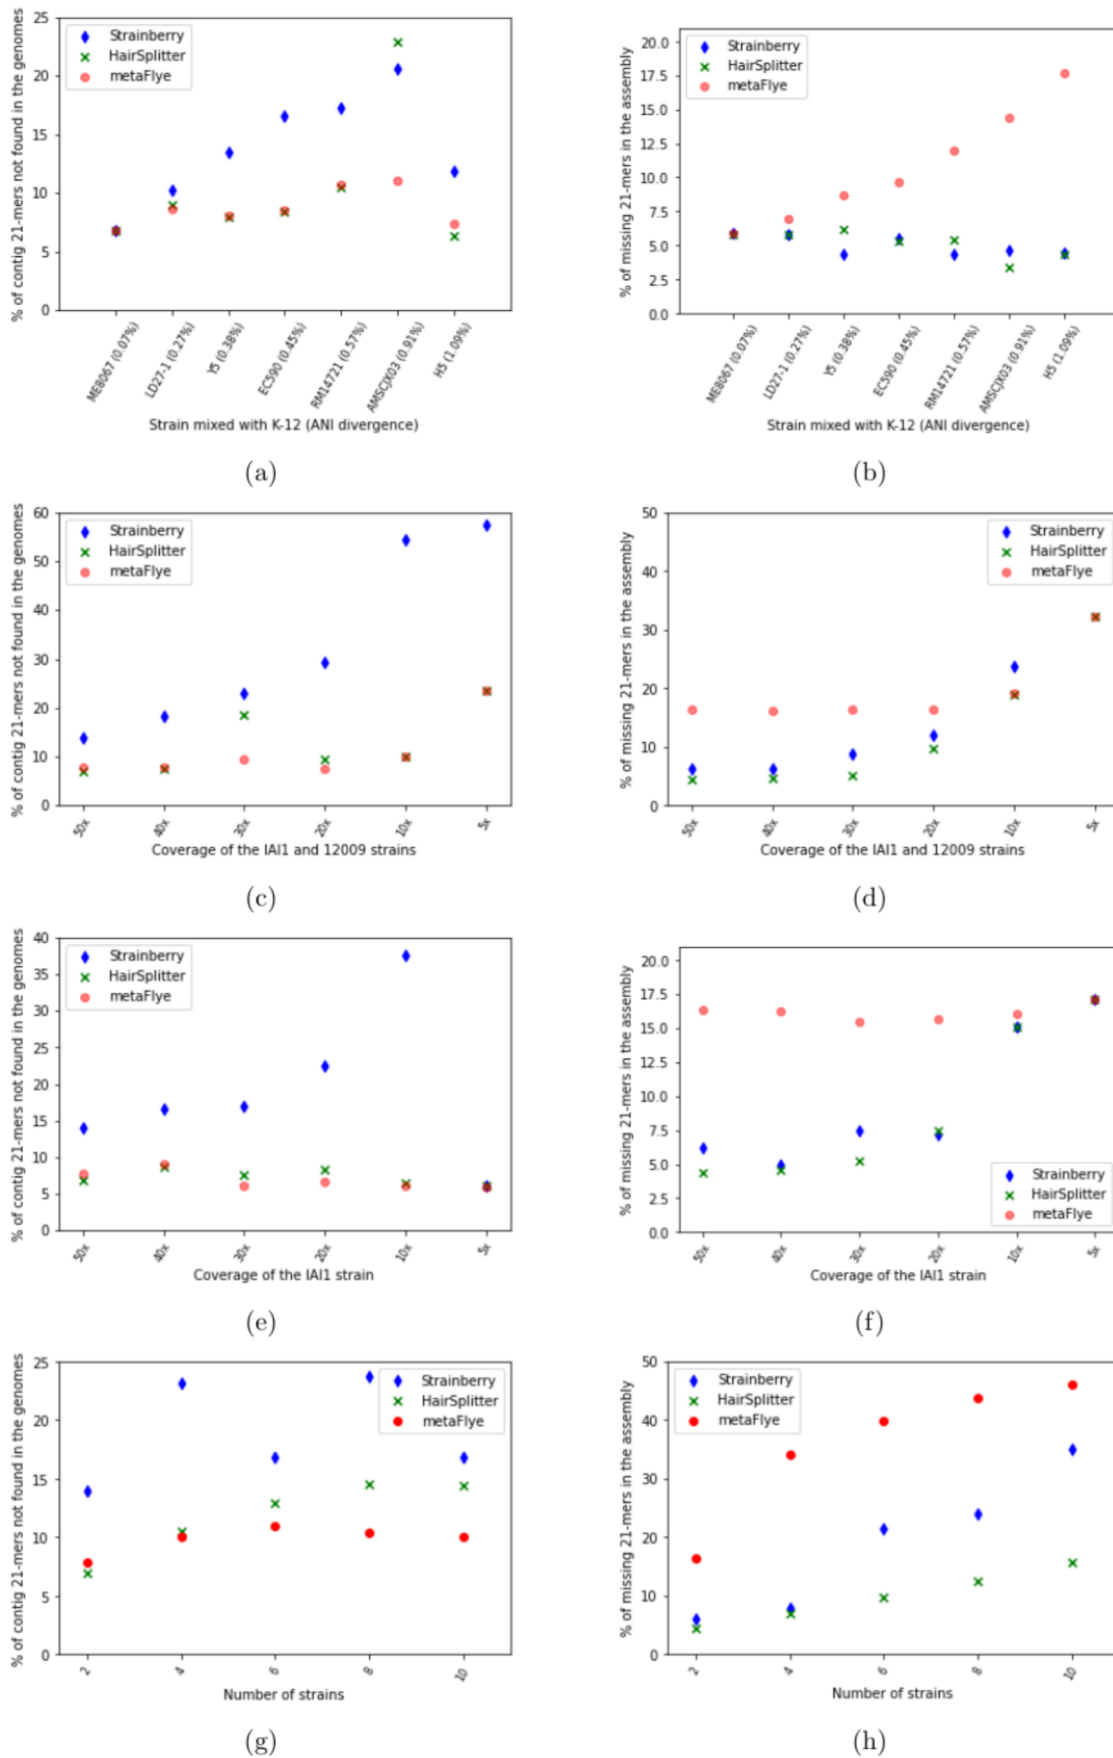 % of contig 21-mers not found in the genomes
25
20
15
10
5
0
Strainberry
HairSplitter
metaFlye
ME8067 (0.07%)
LD27-1 (0.27%)
Y5 (0.38%)
EC590 (0.45%)
RM14721 (0.57%)
AMSCJX03 (0.91%)
H5 (1.09%)
Strain mixed with K-12 (ANI divergence)
(a)
% of missing 21-mers in the assembly
20.0
17.5
15.0
12.5
10.0
7.5
5.0
2.5
0.0
Strainberry
HairSplitter
metaFlye
ME8067 (0.07%)
LD27-1 (0.27%)
Y5 (0.38%)
EC590 (0.45%)
RM14721 (0.57%)
AMSCJX03 (0.91%)
H5 (1.09%)
Strain mixed with K-12 (ANI divergence)
(b)
% of contig 21-mers not found in the genomes
60
50
40
30
20
10
0
Strainberry
HairSplitter
metaFlye
50x
40x
30x
20x
10x
5x
Coverage of the IAI1 and 12009 strains
(c)
% of missing 21-mers in the assembly
50
40
30
20
10
0
Strainberry
HairSplitter
metaFlye
50x
40x
30x
20x
10x
5x
Coverage of the IAI1 and 12009 strains
(d)
% of contig 21-mers not found in the genomes
40
35
30
25
20
15
10
5
0
Strainberry
HairSplitter
metaFlye
50x
40x
30x
20x
10x
5x
Coverage of the IAI1 strain
(e)
% of missing 21-mers in the assembly
20.0
17.5
15.0
12.5
10.0
7.5
5.0
2.5
0.0
Strainberry
HairSplitter
metaFlye
50x
40x
30x
20x
10x
5x
Coverage of the IAI1 strain
(f)
% of contig 21-mers not found in the genomes
25
20
15
10
5
0
Strainberry
HairSplitter
metaFlye
2
4
6
8
10
Number of strains
(g)
% of missing 21-mers in the assembly
50
40
30
20
10
0
Strainberry
HairSplitter
metaFlye
2
4
6
8
10
Number of strains
(h)